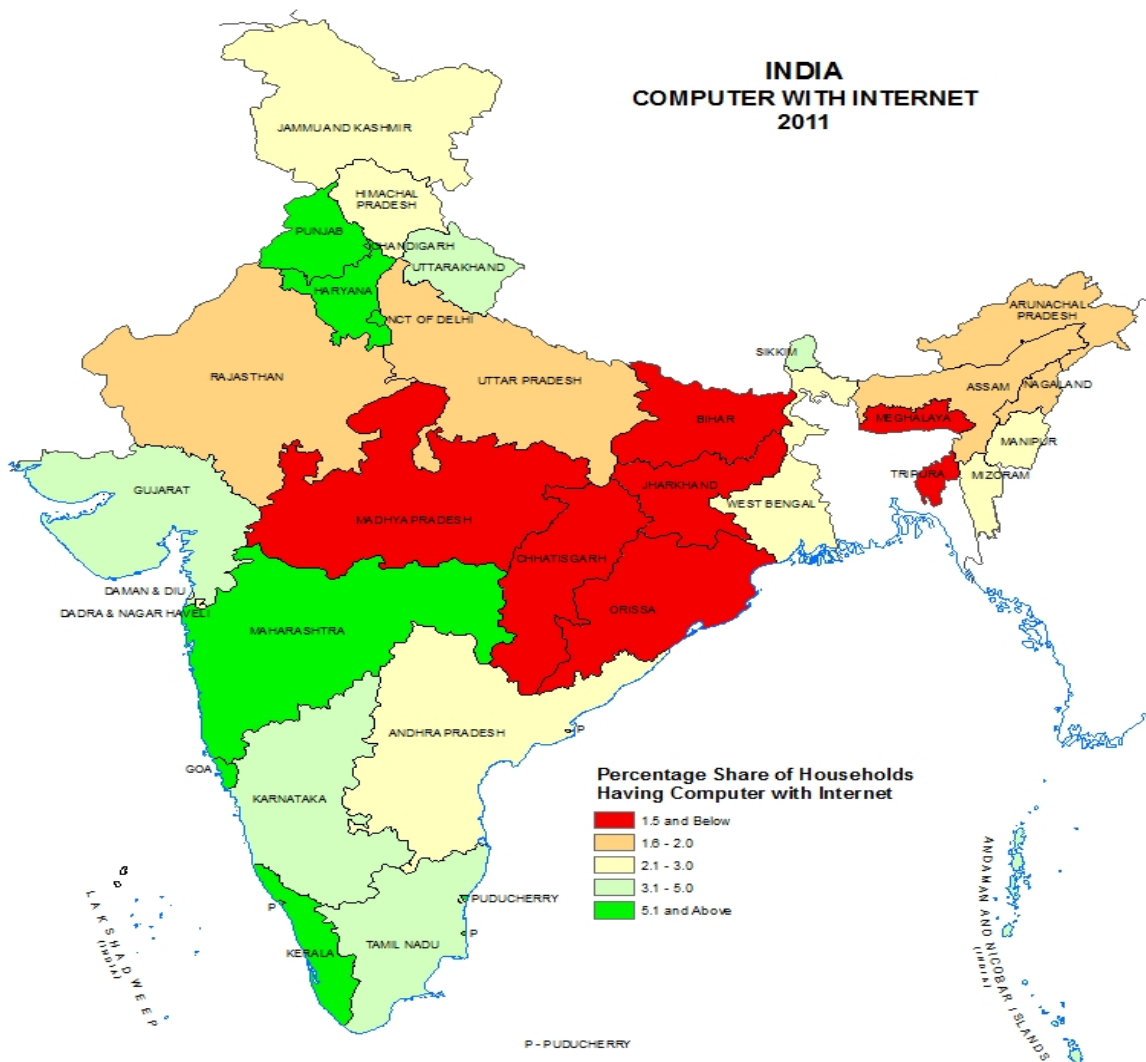 INDIA
COMPUTER WITH INTERNET
2011
JAMMU AND KASHMIR
HIMACHAL
PRADESH
PUNJAB
CHANDIGARH
UTTARAKHAND
HARYANA
NCT OF DELHI
ARUNACHAL
PRADESH
SIKKIM
RAJASTHAN
UTTAR PRADESH
ASSAM
NAGALAND
BIHAR
MEGHALAYA
MANIPUR
TRIPURA
MIZORAM
GUJARAT
JHARKHAND
WEST BENGAL
MADHYA PRADESH
CHHATISGARH
DAMAN & DIU
DADRA & NAGAR HAVELI
ORISSA
MAHARASHTRA
ANDHRA PRADESH
P
GOA
KARNATAKA
Percentage Share of Households
Having Computer with Internet
1.5 and Below
1.6 - 2.0
2.1 - 3.0
3.1 - 5.0
5.1 and Above
PUDUCHERRY
P
P
KERALA
TAMIL NADU
LAKSHADWEEP
(INDIA)
ANDAMAN AND NICOBAR ISLANDS
(INDIA)
P - PUDUCHERRY